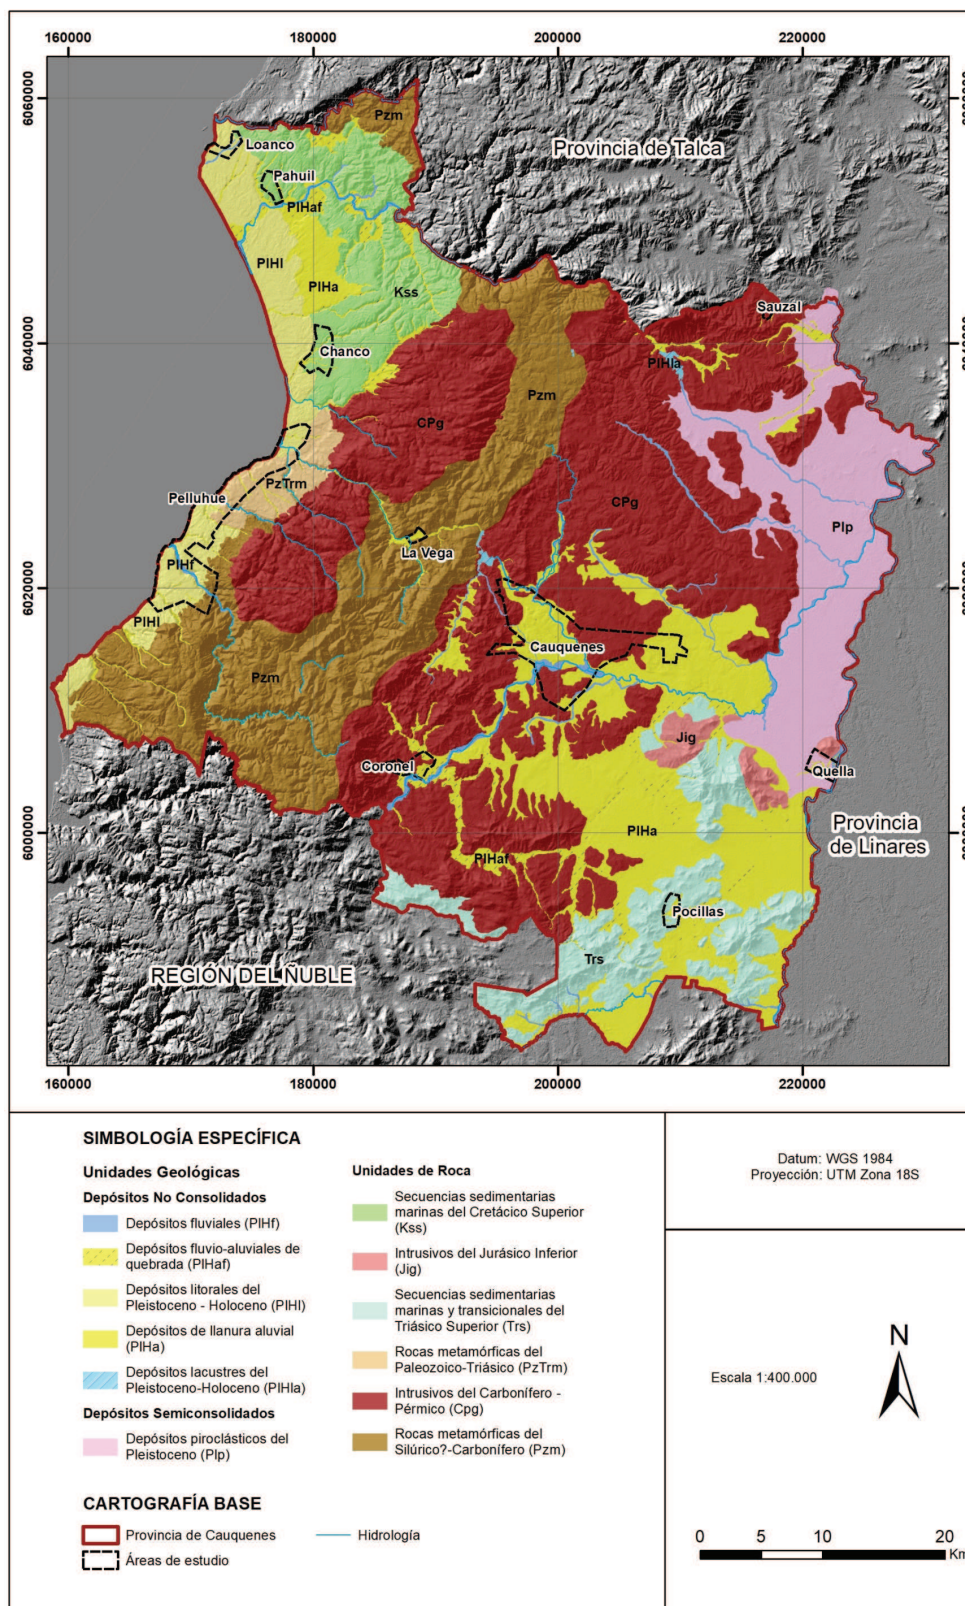 160000 180000 200000 220000
6060000
Pzm
Loanco
Provincia de Talca
Pahuil
PlHaf
PlHl
PlHa
Kss
Sauzal
6040000
Chanco
PlHla
Pzm
CPg
PzTrm
Pelluhue
CPg
Plp
La Vega
PlHf
6020000
PlHl
Cauquenes
Pzm
Jig
Coronel
Quella
6000000
PlHa
Provincia
de Linares
PlHaf
Pocillas
Trs
REGIÓN DEL ÑUBLE
160000 180000 200000 220000
SIMBOLOGÍA ESPECÍFICA
Unidades Geológicas
Depósitos No Consolidados
Depósitos fluviales (PlHf)
Depósitos fluvio-aluviales de
quebrada (PlHaf)
Depósitos litorales del
Pleistoceno - Holoceno (PlHl)
Depósitos de llanura aluvial
(PlHa)
Depósitos lacustres del
Pleistoceno-Holoceno (PlHla)
Depósitos Semiconsolidados
Depósitos piroclásticos del
Pleistoceno (Plp)
Unidades de Roca
Secuencias sedimentarias
marinas del Cretácico Superior
(Kss)
Intrusivos del Jurásico Inferior
(Jig)
Secuencias sedimentarias
marinas y transicionales del
Triásico Superior (Trs)
Rocas metamórficas del
Paleozoico-Triásico (PzTrm)
Intrusivos del Carbonífero -
Pérmico (Cpg)
Rocas metamórficas del
Silúrico?-Carbonífero (Pzm)
CARTOGRAFÍA BASE
Provincia de Cauquenes
Hidrología
Áreas de estudio
Datum: WGS 1984
Proyección: UTM Zona 18S
N
Escala 1:400.000
0 5 10 20
Km